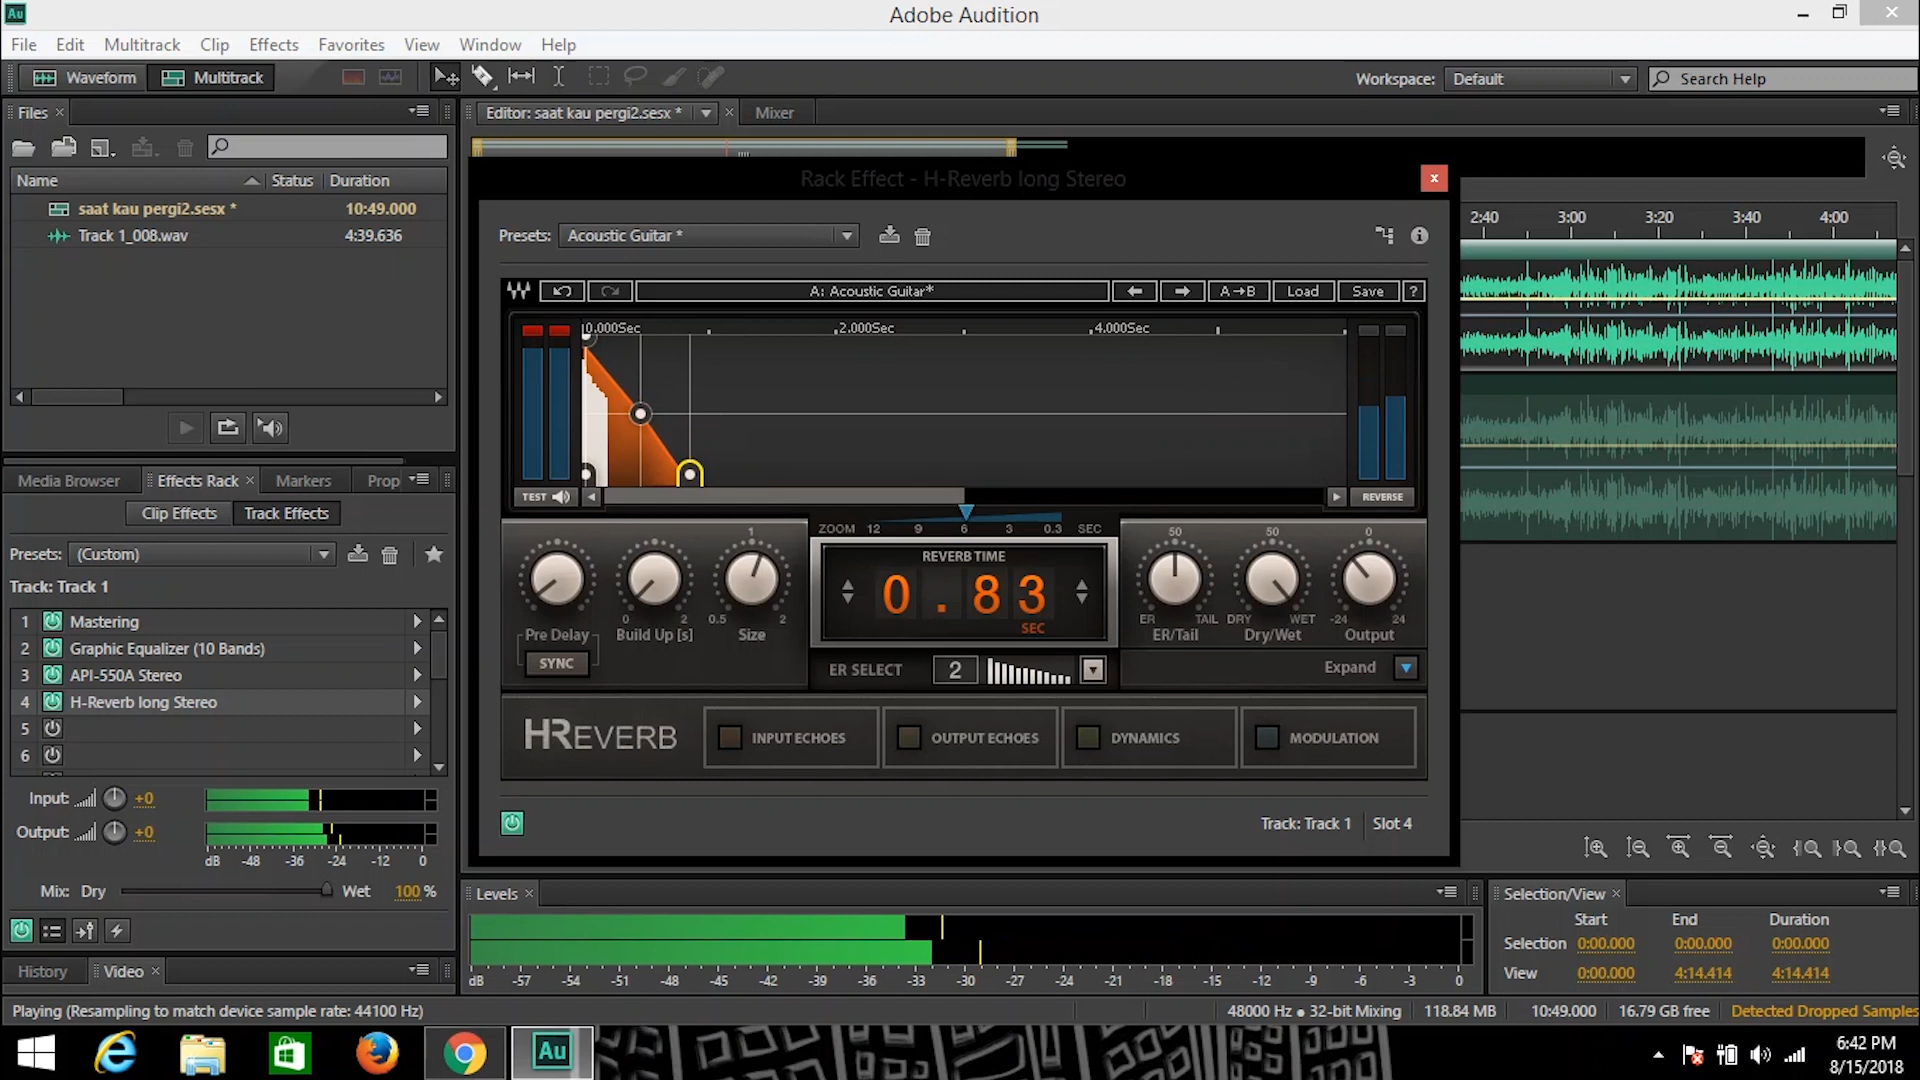 Au
Adobe Audition
File Edit Multitrack Clip Effects Favorites View Window Help
Waveform Multitrack
Workspace: Default Search Help
Files × Editor: saat kau pergi2.sesx * × Mixer
Name Status Duration
saat kau pergi2.sesx * 10:49.000
Track 1_008.wav 4:39.636
Rack Effect - H-Reverb long Stereo
x
Presets: Acoustic Guitar *
2:40 3:00 3:20 3:40 4:00
A: Acoustic Guitar* A→B Load Save ?
0.000Sec 2.000Sec 4.000Sec
TEST REVERSE
ZOOM 12 9 6 3 0.3 SEC
REVERB TIME
0.83
SEC
Pre Delay
SYNC
0 2
Build Up [s]
1
0.5 2
Size
50
ER TAIL
ER/Tail
50
DRY WET
Dry/Wet
0
-24 24
Output
ER SELECT 2 Expand
HREVERB INPUT ECHOES OUTPUT ECHOES DYNAMICS MODULATION
Track: Track 1 Slot 4
Media Browser Effects Rack × Markers Prop
Clip Effects Track Effects
Presets: (Custom)
Track: Track 1
1 Mastering
2 Graphic Equalizer (10 Bands)
3 API-550A Stereo
4 H-Reverb long Stereo
5
6
Input: +0
Output: +0
dB -48 -36 -24 -12 0
Mix: Dry Wet 100 %
History Video ×
Levels ×
dB -57 -54 -51 -48 -45 -42 -39 -36 -33 -30 -27 -24 -21 -18 -15 -12 -9 -6 -3 0
Selection/View ×
Start End Duration
Selection 0:00.000 0:00.000 0:00.000
View 0:00.000 4:14.414 4:14.414
Playing (Resampling to match device sample rate: 44100 Hz)
48000 Hz ● 32-bit Mixing 118.84 MB 10:49.000 16.79 GB free Detected Dropped Samples
Au
6:42 PM
8/15/2018